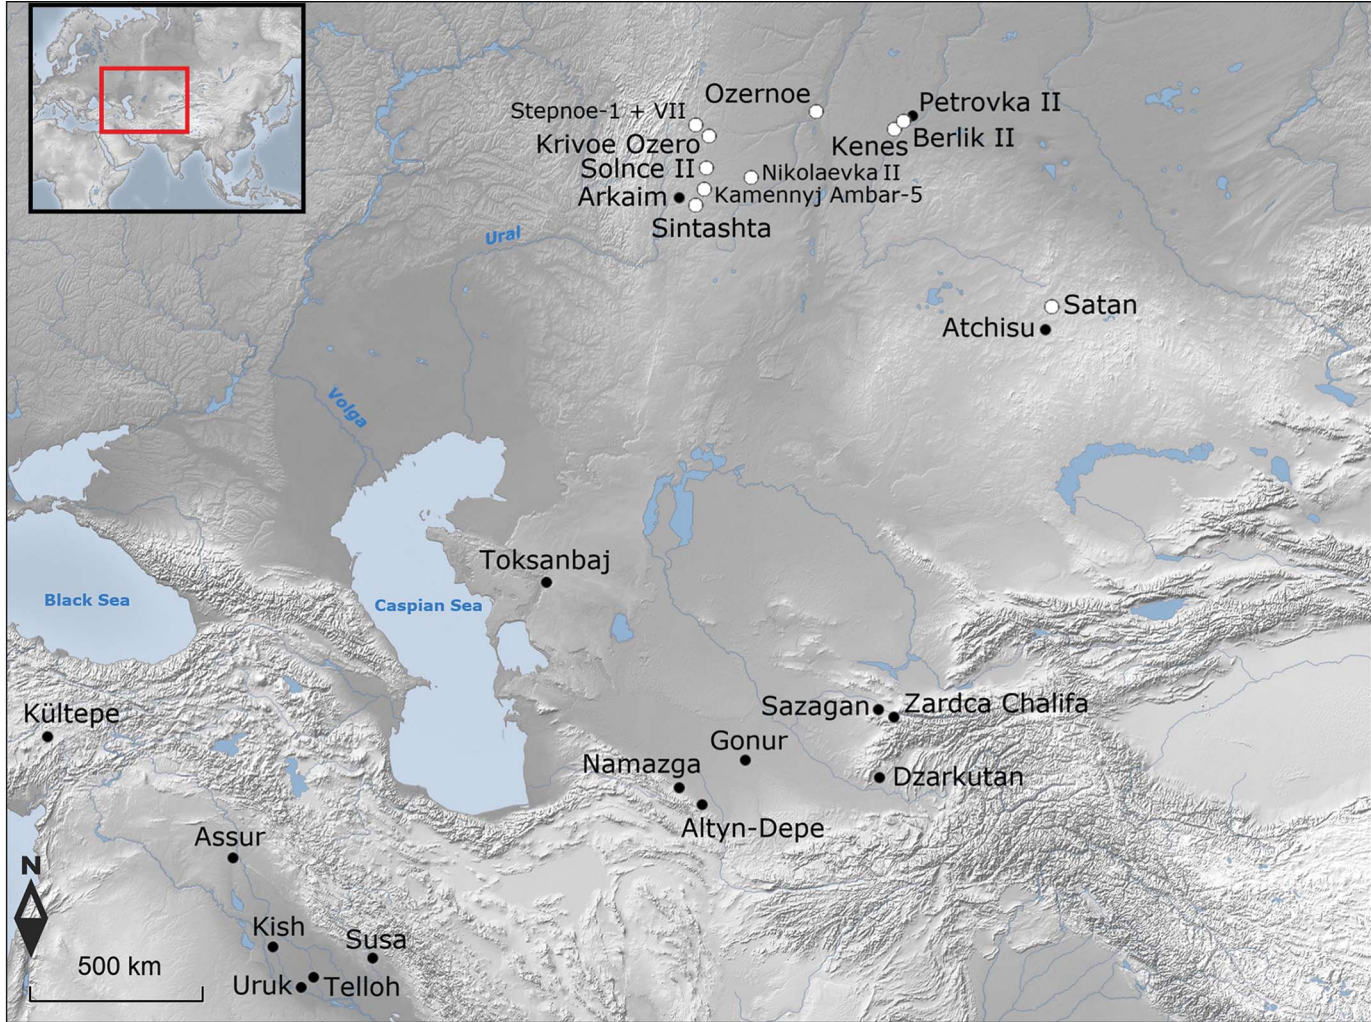 Ozernoe
Petrovka II
Stepnoe-1 + VII
Krivoe Ozero
Kenes
Berlik II
Solnce II
Nikolaevka II
Arkaim
Kamennyj Ambar-5
Sintashta
Ural
Satan
Atchisu
Volga
Toksanbaj
Black Sea
Caspian Sea
Sazagan
Zardca Chalifa
Kültepe
Gonur
Namazga
Dzarkutan
Altyn-Depe
Assur
N
Kish
Susa
500 km
Uruk
Telloh